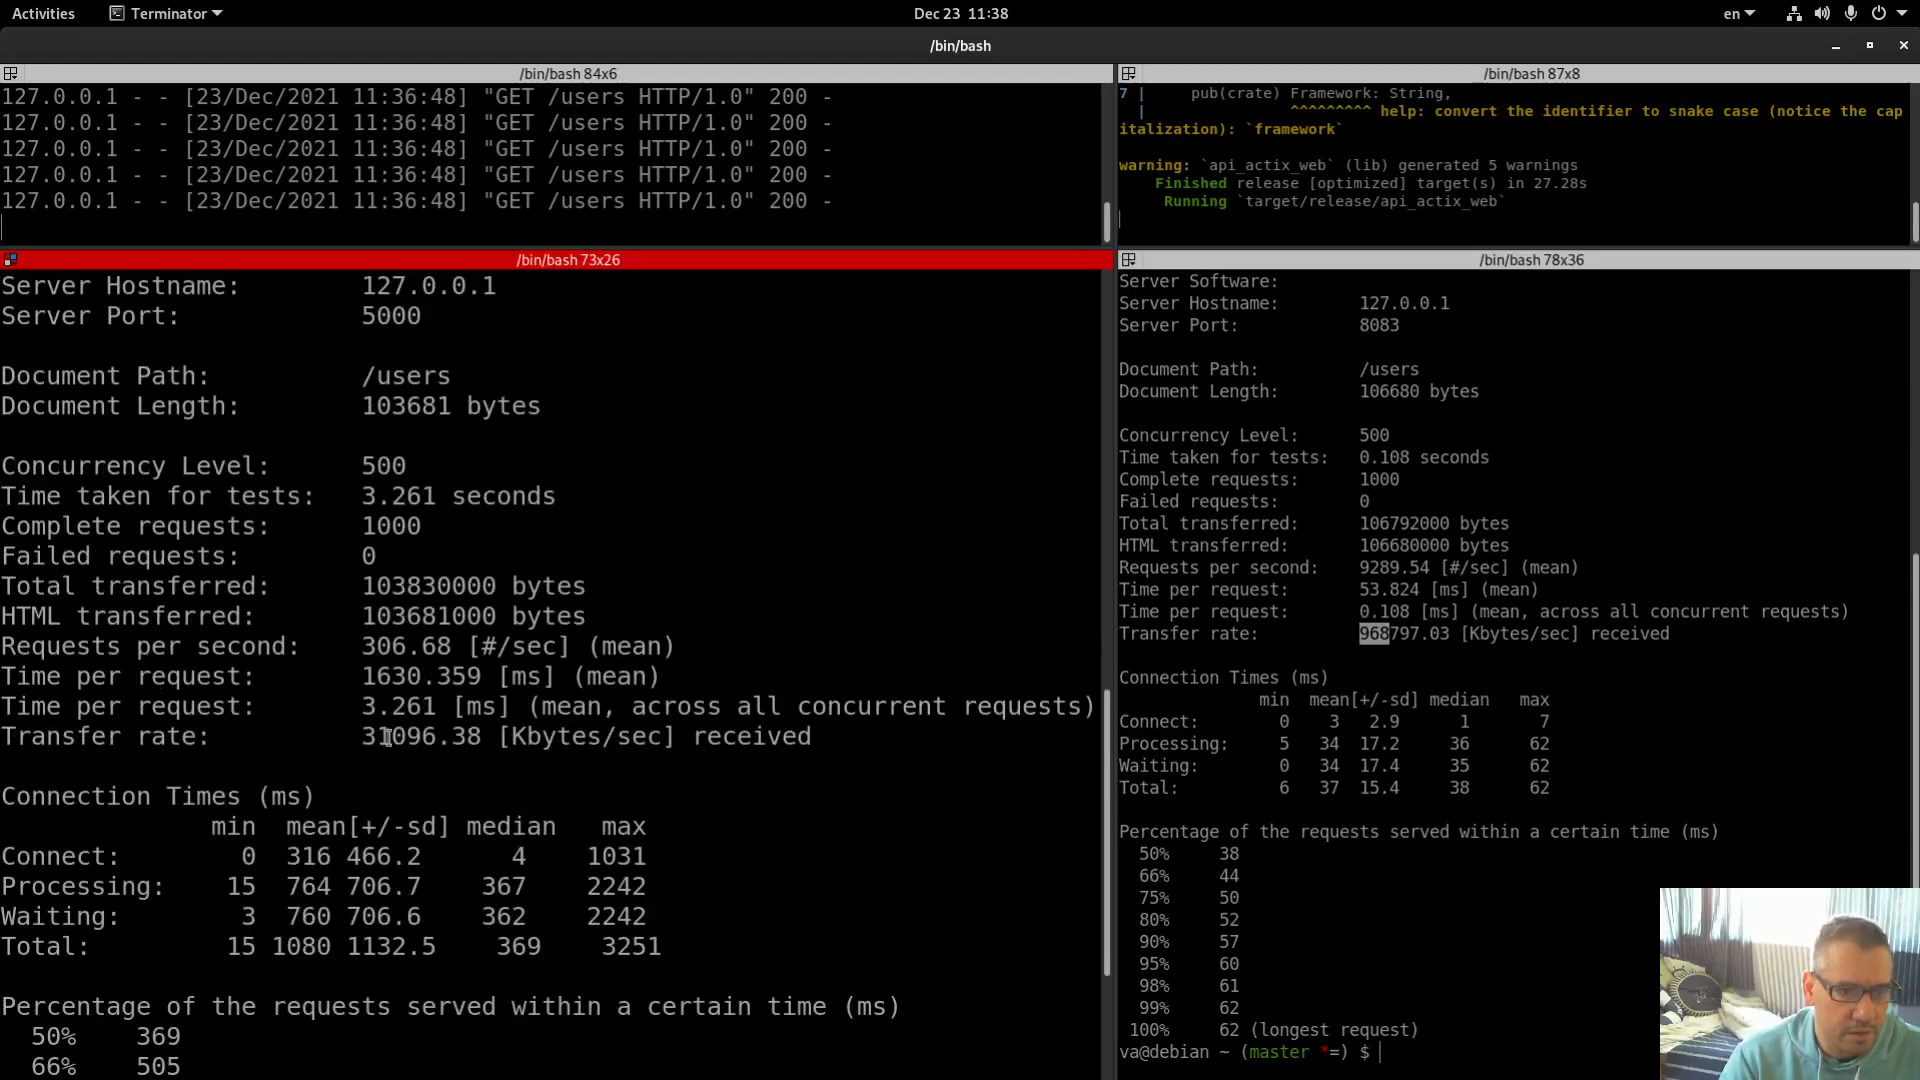 Activities Terminator Dec 23 11:38 en
/bin/bash
/bin/bash 84x6
127.0.0.1 - - [23/Dec/2021 11:36:48] "GET /users HTTP/1.0" 200 -
127.0.0.1 - - [23/Dec/2021 11:36:48] "GET /users HTTP/1.0" 200 -
127.0.0.1 - - [23/Dec/2021 11:36:48] "GET /users HTTP/1.0" 200 -
127.0.0.1 - - [23/Dec/2021 11:36:48] "GET /users HTTP/1.0" 200 -
127.0.0.1 - - [23/Dec/2021 11:36:48] "GET /users HTTP/1.0" 200 -
/bin/bash 87x8
7 | pub(crate) Framework: String,
| ^^^^^^^^^ help: convert the identifier to snake case (notice the cap
italization): `framework`
warning: `api_actix_web` (lib) generated 5 warnings
Finished release [optimized] target(s) in 27.28s
Running `target/release/api_actix_web`
/bin/bash 73x26
Server Hostname: 127.0.0.1
Server Port: 5000
Document Path: /users
Document Length: 103681 bytes
Concurrency Level: 500
Time taken for tests: 3.261 seconds
Complete requests: 1000
Failed requests: 0
Total transferred: 103830000 bytes
HTML transferred: 103681000 bytes
Requests per second: 306.68 [#/sec] (mean)
Time per request: 1630.359 [ms] (mean)
Time per request: 3.261 [ms] (mean, across all concurrent requests)
Transfer rate: 31096.38 [Kbytes/sec] received
Connection Times (ms)
min mean[+/-sd] median max
Connect: 0 316 466.2 4 1031
Processing: 15 764 706.7 367 2242
Waiting: 3 760 706.6 362 2242
Total: 15 1080 1132.5 369 3251
Percentage of the requests served within a certain time (ms)
50% 369
66% 505
/bin/bash 78x36
Server Software:
Server Hostname: 127.0.0.1
Server Port: 8083
Document Path: /users
Document Length: 106680 bytes
Concurrency Level: 500
Time taken for tests: 0.108 seconds
Complete requests: 1000
Failed requests: 0
Total transferred: 106792000 bytes
HTML transferred: 106680000 bytes
Requests per second: 9289.54 [#/sec] (mean)
Time per request: 53.824 [ms] (mean)
Time per request: 0.108 [ms] (mean, across all concurrent requests)
Transfer rate: 968797.03 [Kbytes/sec] received
Connection Times (ms)
min mean[+/-sd] median max
Connect: 0 3 2.9 1 7
Processing: 5 34 17.2 36 62
Waiting: 0 34 17.4 35 62
Total: 6 37 15.4 38 62
Percentage of the requests served within a certain time (ms)
50% 38
66% 44
75% 50
80% 52
90% 57
95% 60
98% 61
99% 62
100% 62 (longest request)
va@debian ~ (master *=) $